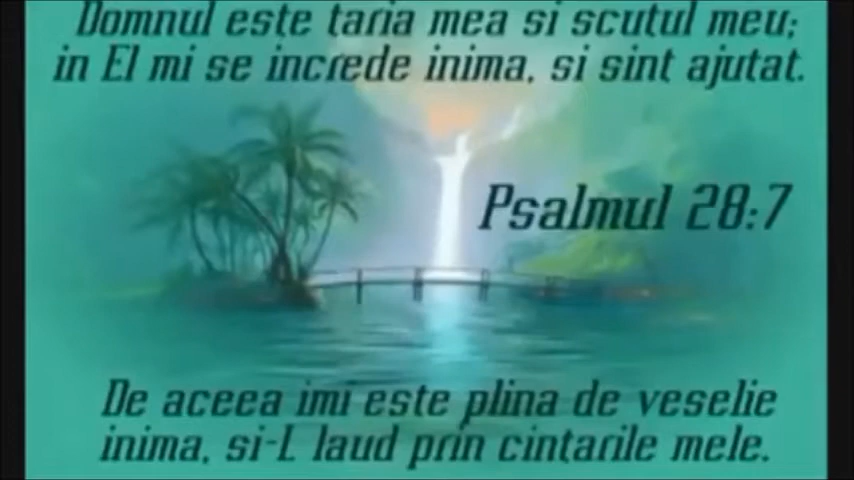 Domnul este taria mea si scutul meu;
in El mi se increde inima, si sint ajutat.
Psalmul 28:7
De aceea imi este plina de veselie
inima, si-L laud prin cintarile mele.